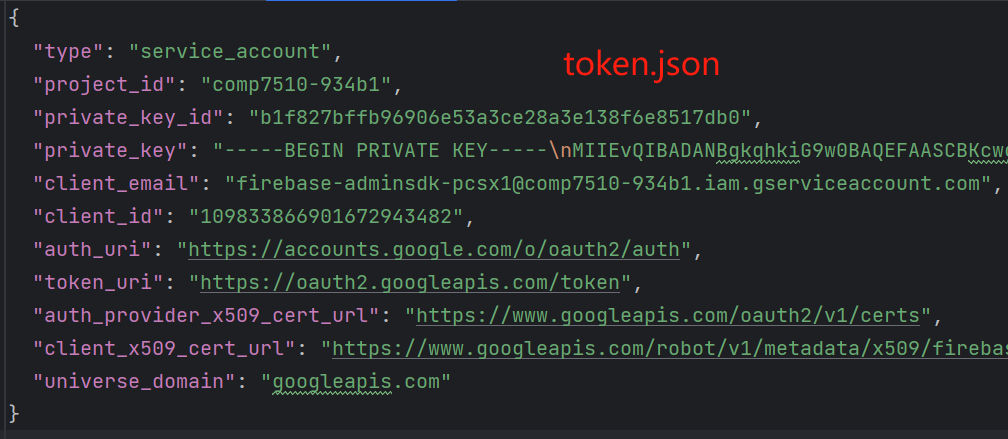 {
"type": "service_account",
token.json
"project_id": "comp7510-934b1",
"private_key_id": "b1f827bffb96906e53a3ce28a3e138f6e8517db0",
"private_key": "-----BEGIN PRIVATE KEY-----\nMIIEvQIBADANBgkqhkiG9w0BAQEFAASCBKcwg
"client_email": "firebase-adminsdk-pcsx1@comp7510-934b1.iam.gserviceaccount.com",
"client_id": "109833866901672943482",
"auth_uri": "https://accounts.google.com/o/oauth2/auth",
"token_uri": "https://oauth2.googleapis.com/token",
"auth_provider_x509_cert_url": "https://www.googleapis.com/oauth2/v1/certs",
"client_x509_cert_url": "https://www.googleapis.com/robot/v1/metadata/x509/fireba
"universe_domain": "googleapis.com"
}